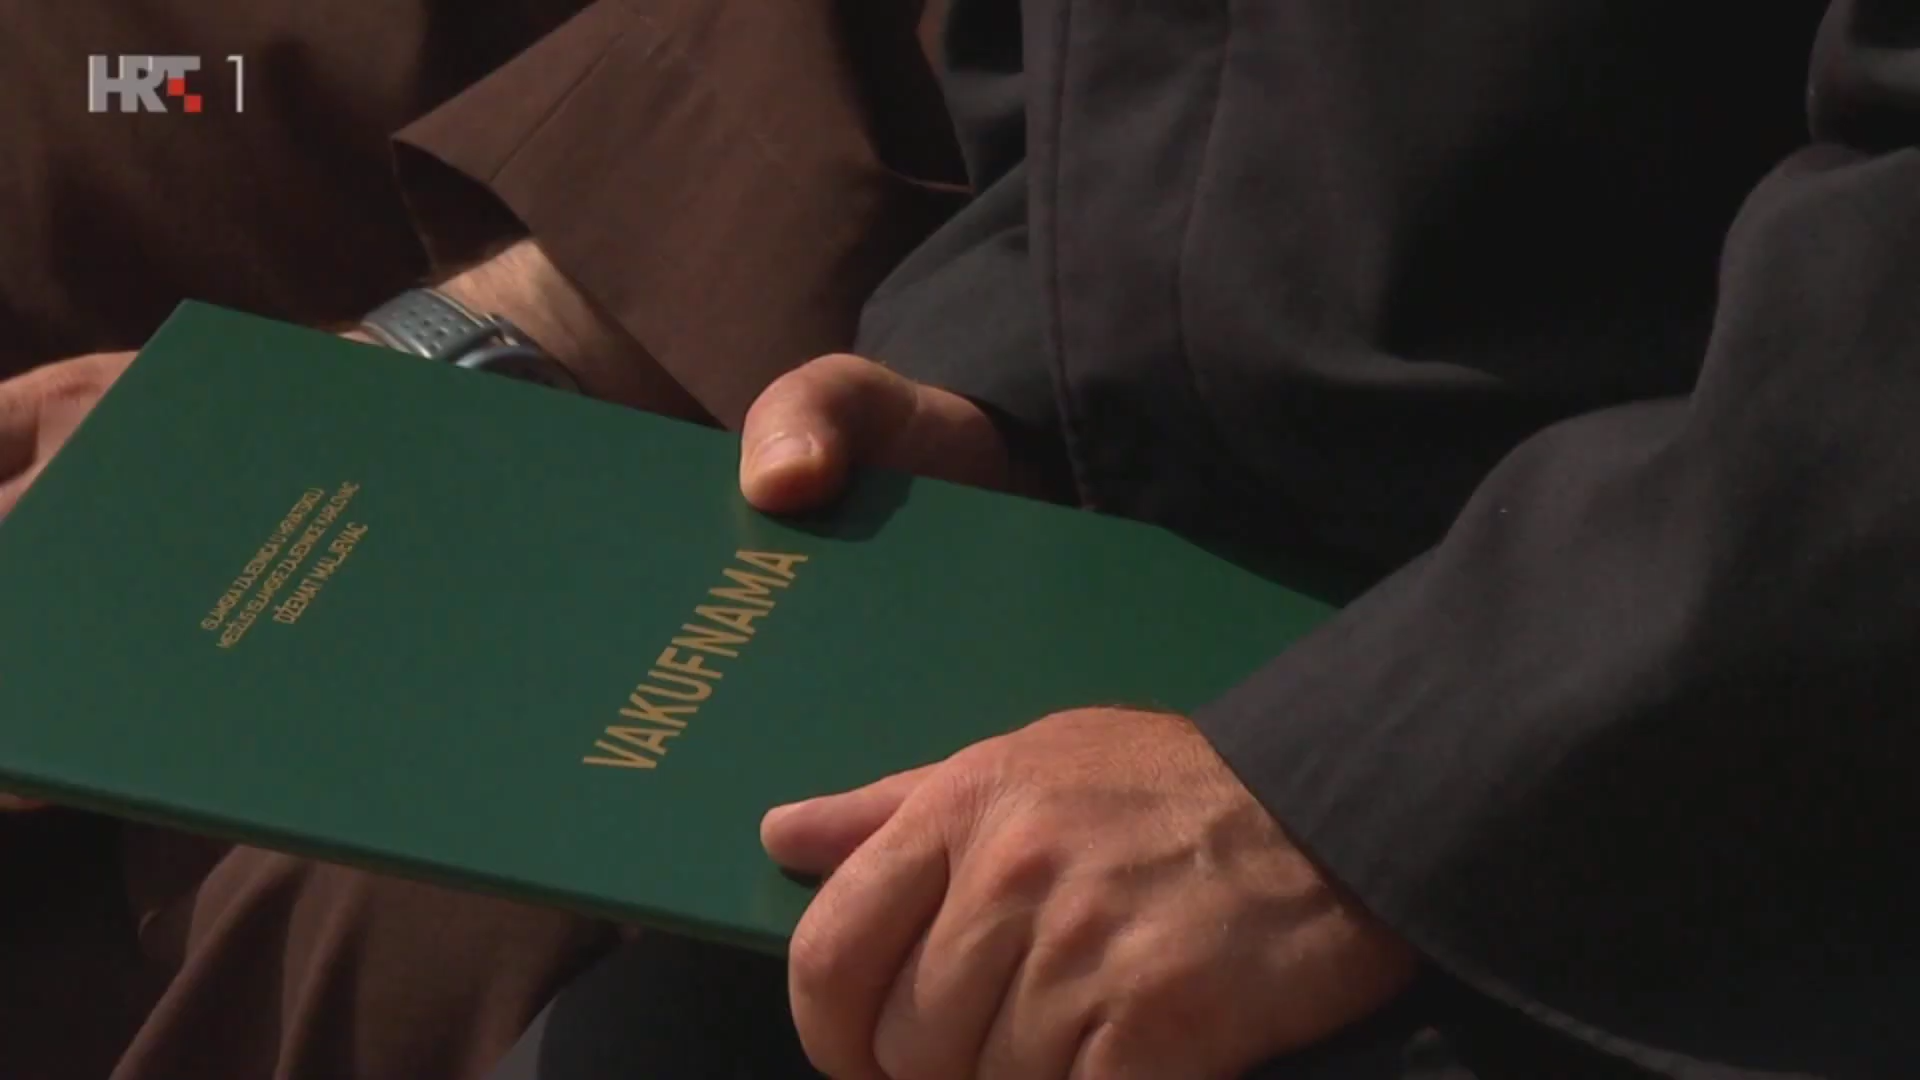 HRT 1
ISLAMSKA ZAJEDNICA U HRVATSKOJ
MEDŽLIS ISLAMSKE ZAJEDNICE KARLOVAC
DŽEMAT MALJEVAC
VAKUFNAMA